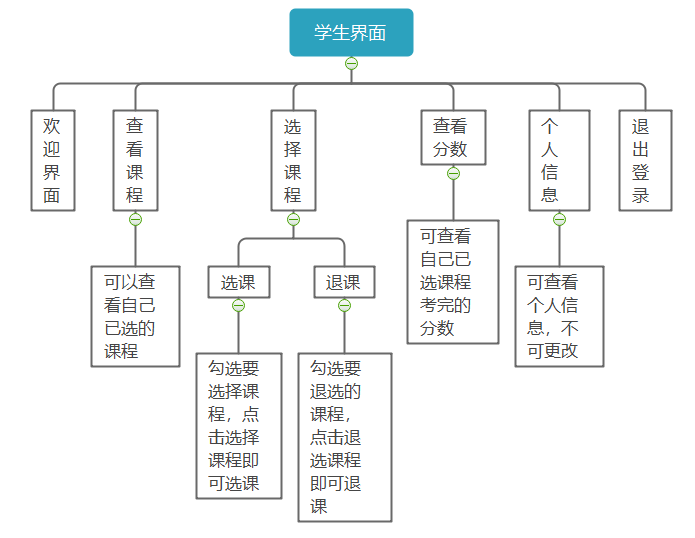 学生界面
欢
迎
界
面
查
看
课
程
选
择
课
程
查看
分数
个
人
信
息
退
出
登
录
可以查
看自己
已选的
课程
选课
退课
可查看
自己已
选课程
考完的
分数
可查看
个人信
息，不
可更改
勾选要
选择课
程，点
击选择
课程即
可选课
勾选要
退选的
课程，
点击退
选课程
即可退
课